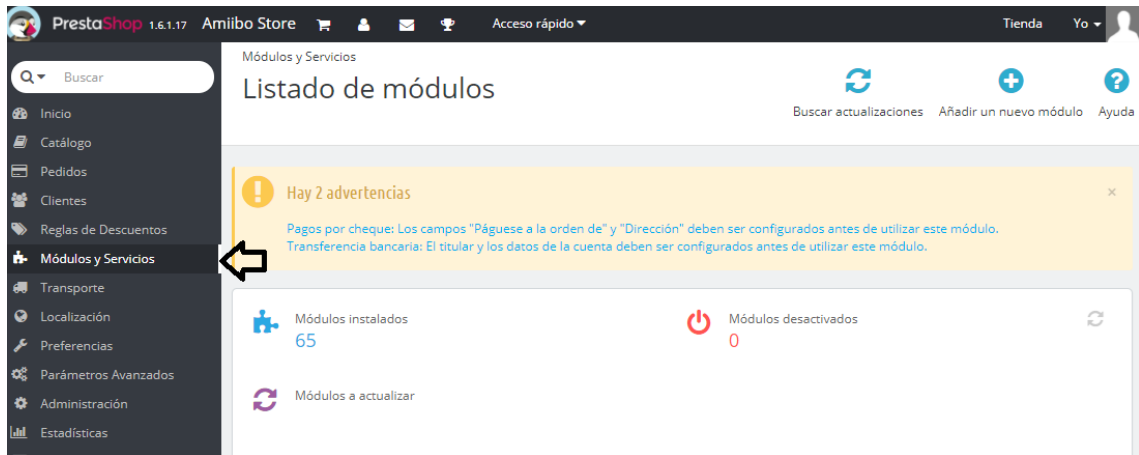 PrestaShop 1.6.1.17 Amiibo Store Acceso rápido Tienda Yo
Buscar
Inicio
Catálogo
Pedidos
Clientes
Reglas de Descuentos
Módulos y Servicios
Transporte
Localización
Preferencias
Parámetros Avanzados
Administración
Estadísticas
Módulos y Servicios
Listado de módulos
Buscar actualizaciones Añadir un nuevo módulo Ayuda
Hay 2 advertencias ×
Pagos por cheque: Los campos "Páguese a la orden de" y "Dirección" deben ser configurados antes de utilizar este módulo.
Transferencia bancaria: El titular y los datos de la cuenta deben ser configurados antes de utilizar este módulo.
Módulos instalados
65
Módulos desactivados
0
Módulos a actualizar